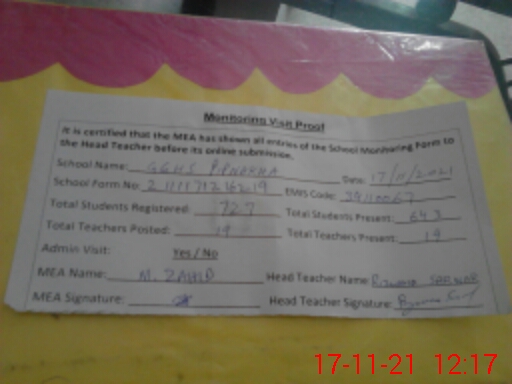 Monitoring Visit Proof
It is certified that the MEA has shown all entries of the School Monitoring Form to
the Head Teacher before its online submission.
School Name: GGHS Date: 17/11/2021
School Form No: EMIS Code:
Total Students Registered: 727 Total Students Present: 643
Total Teachers Posted: 19 Total Teachers Present: 19
Admin Visit: Yes / No
MEA Name: M. ZAHID Head Teacher Name: SARWAR
MEA Signature: Head Teacher Signature:
17-11-21 12:17